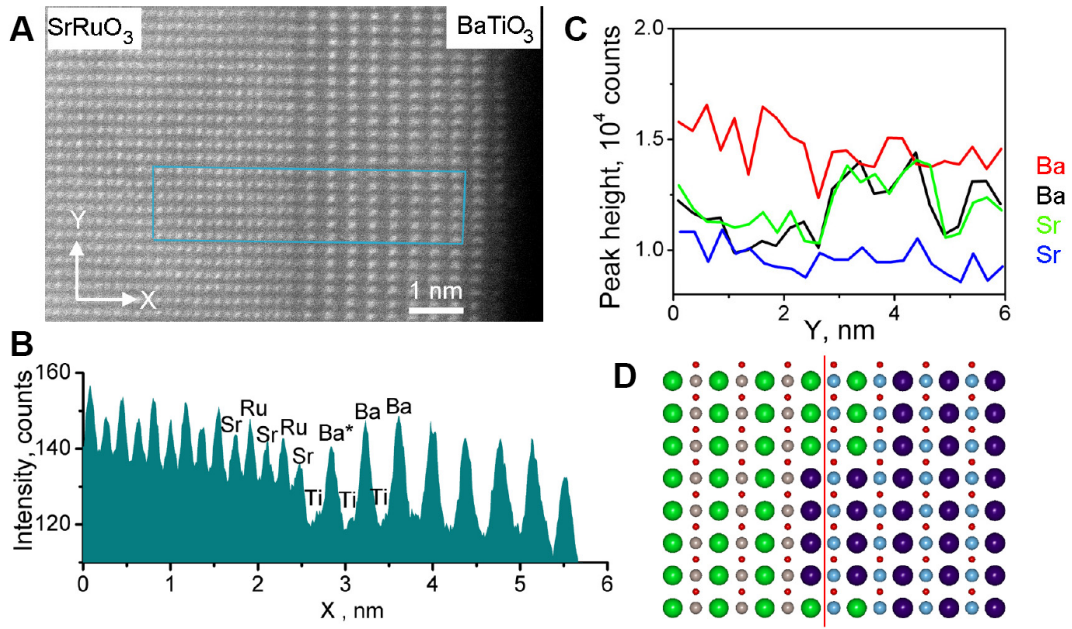 A
SrRuO3
BaTiO3
Y
X
1 nm
B
160
140
120
Intensity, counts
Sr
Ru
Sr
Ru
Sr
Ti
Ba*
Ti
Ba
Ti
Ba
0
1
2
3
4
5
6
X , nm
C
2.0
1.5
1.0
Peak height, 10⁴ counts
0
2
4
6
Y, nm
Ba
Ba
Sr
Sr
D